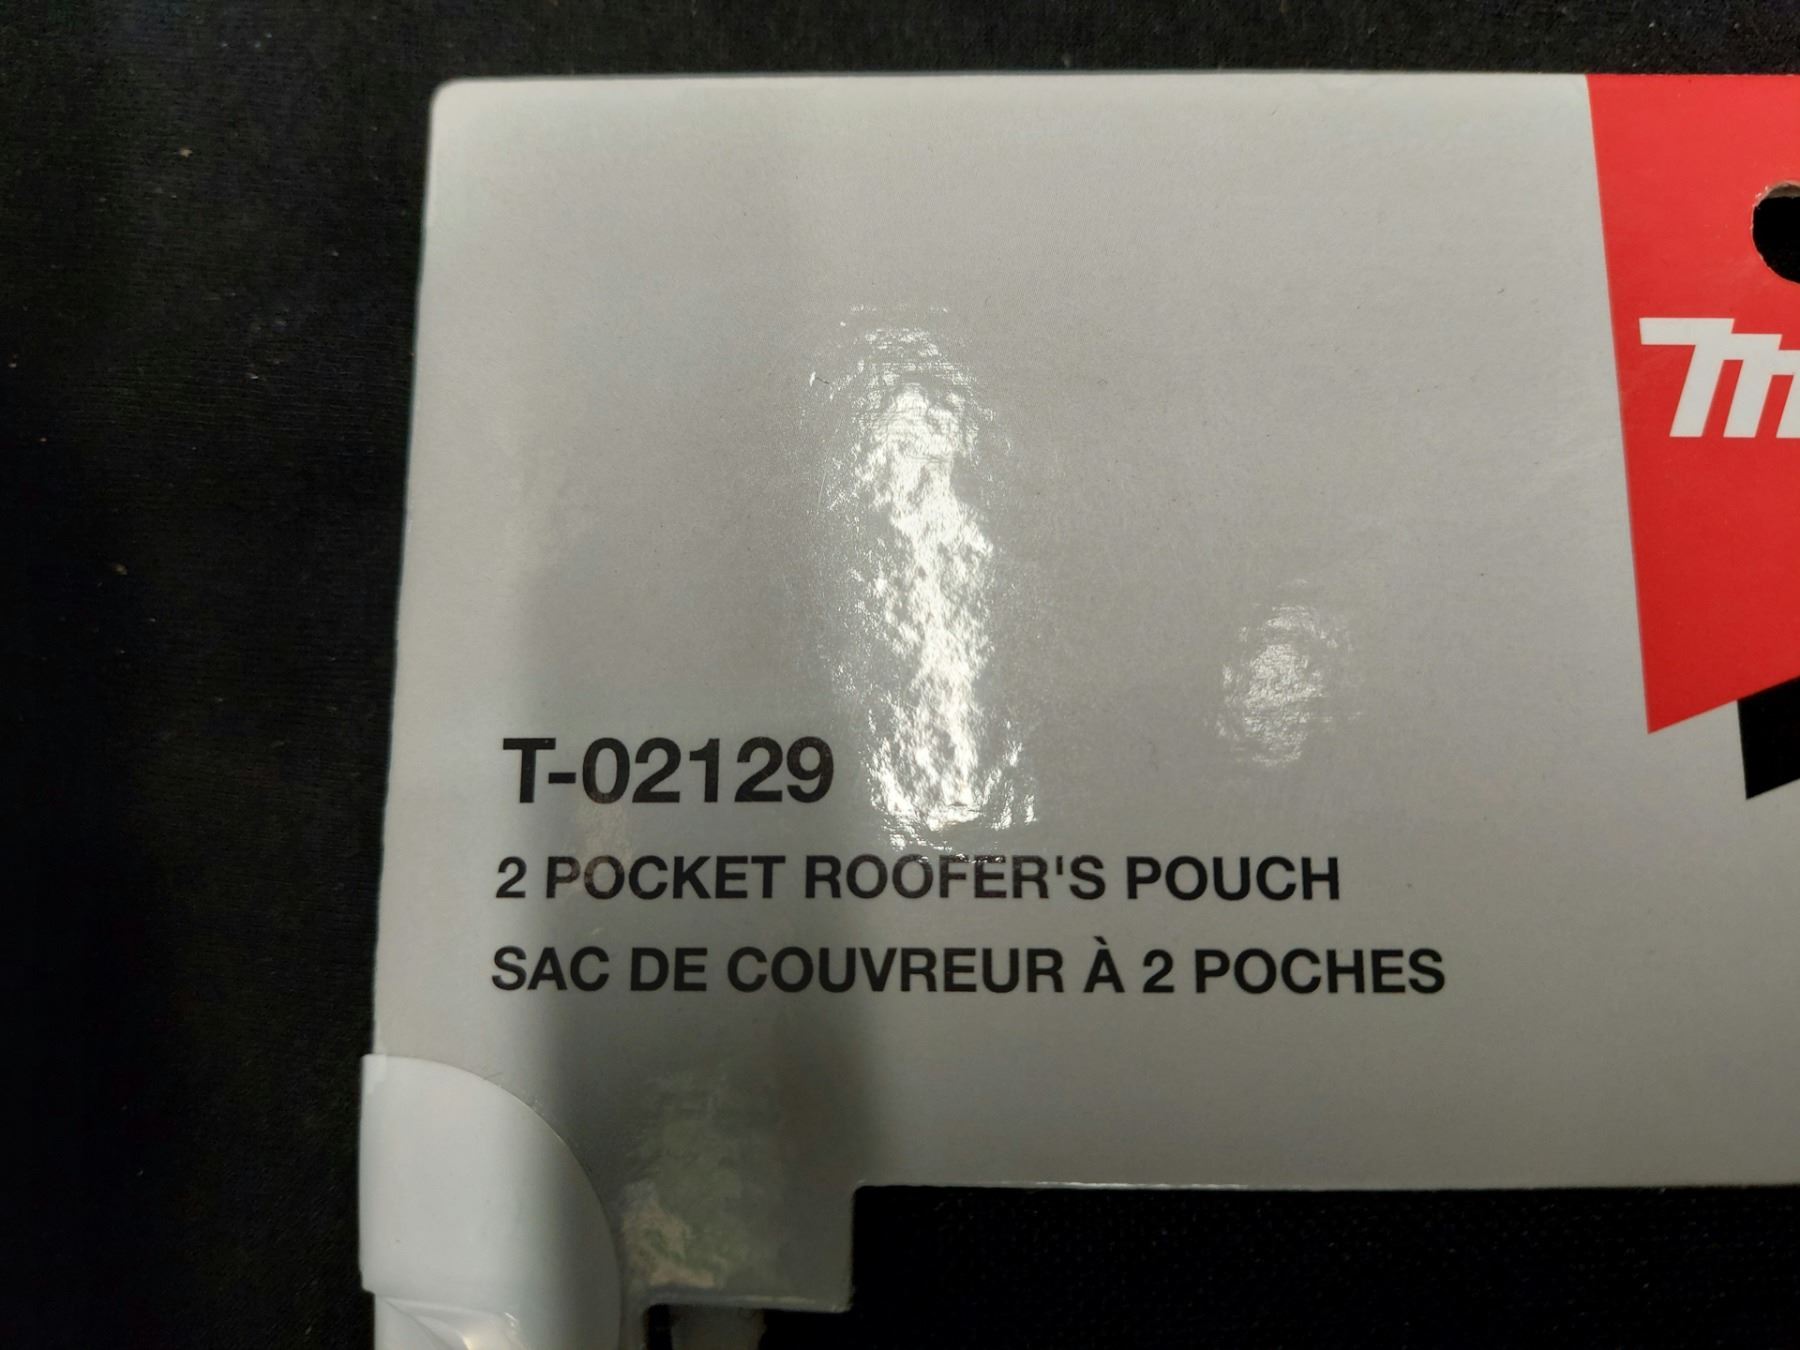 T-02129
2 POCKET ROOFER'S POUCH
SAC DE COUVREUR À 2 POCHES